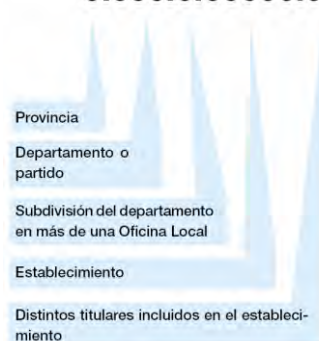 Provincia
Departamento o
partido
Subdivisión del departamento
en más de una Oficina Local
Establecimiento
Distintos titulares incluidos en el estableci-
miento